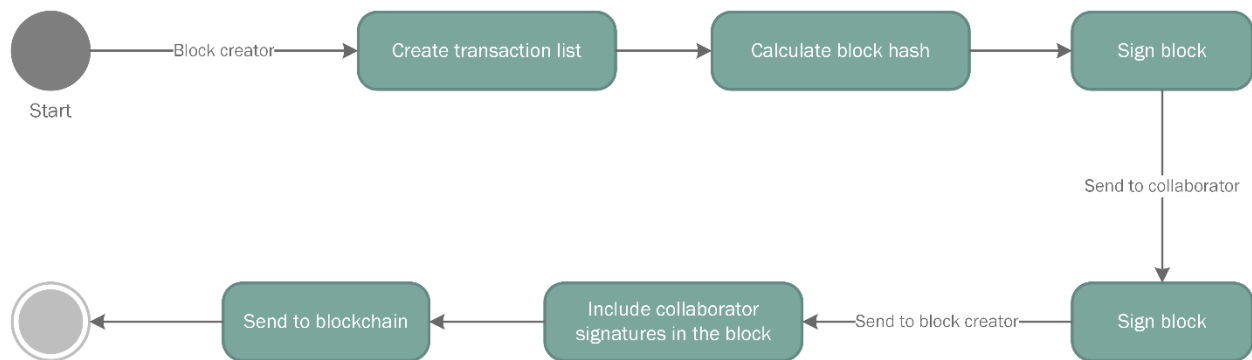 Block creator
Create transaction list
Calculate block hash
Sign block
Start
Send to collaborator
Sign block
Send to block creator
Include collaborator
signatures in the block
Send to blockchain